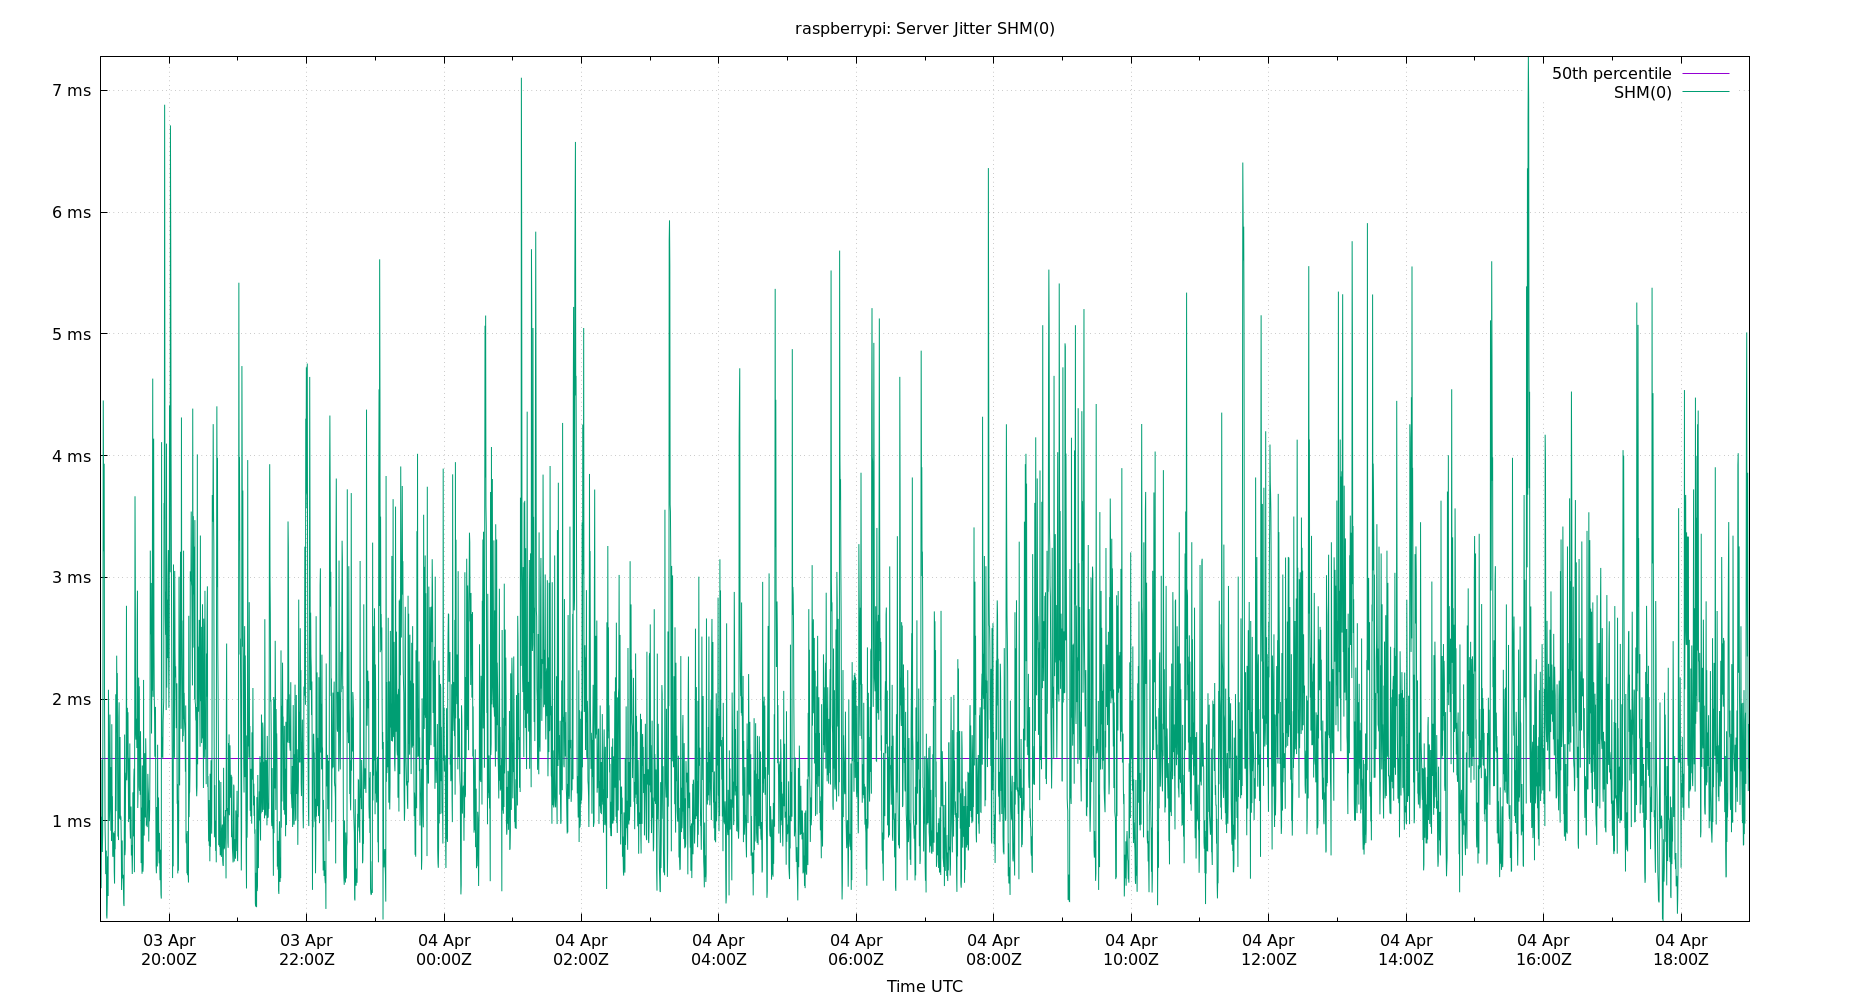 raspberrypi: Server Jitter SHM(0)
50th percentile
SHM(0)
7 ms
6 ms
5 ms
4 ms
3 ms
2 ms
1 ms
03 Apr 03 Apr 04 Apr 04 Apr 04 Apr 04 Apr 04 Apr 04 Apr 04 Apr 04 Apr 04 Apr 04 Apr
20:00Z 22:00Z 00:00Z 02:00Z 04:00Z 06:00Z 08:00Z 10:00Z 12:00Z 14:00Z 16:00Z 18:00Z
Time UTC